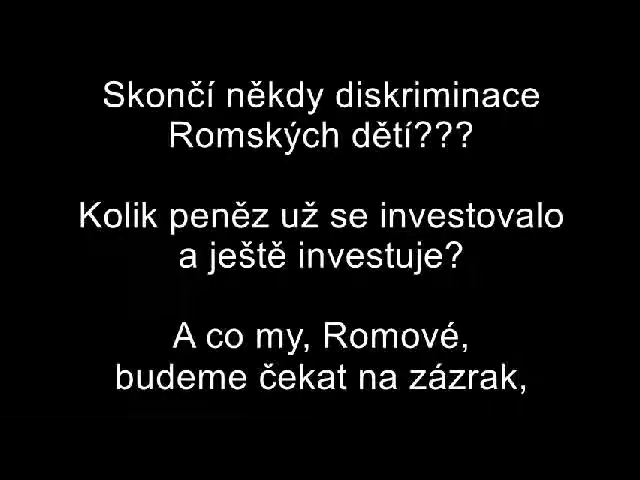 Skončí někdy diskriminace
Romských dětí???
Kolik peněz už se investovalo
a ještě investuje?
A co my, Romové,
budeme čekat na zázrak,